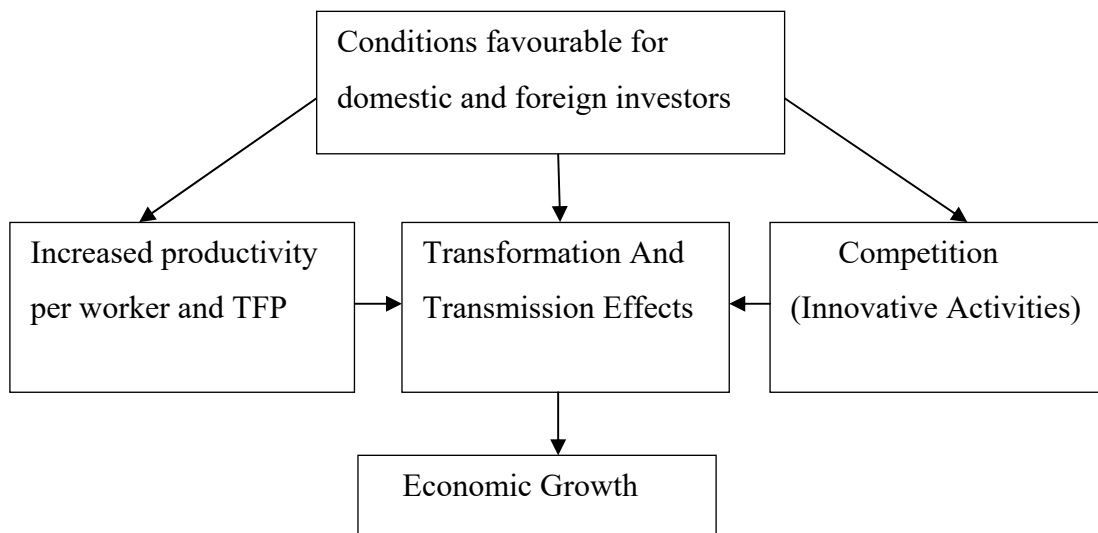 Conditions favourable for
domestic and foreign investors
Increased productivity
per worker and TFP
Transformation And
Transmission Effects
Competition
(Innovative Activities)
Economic Growth